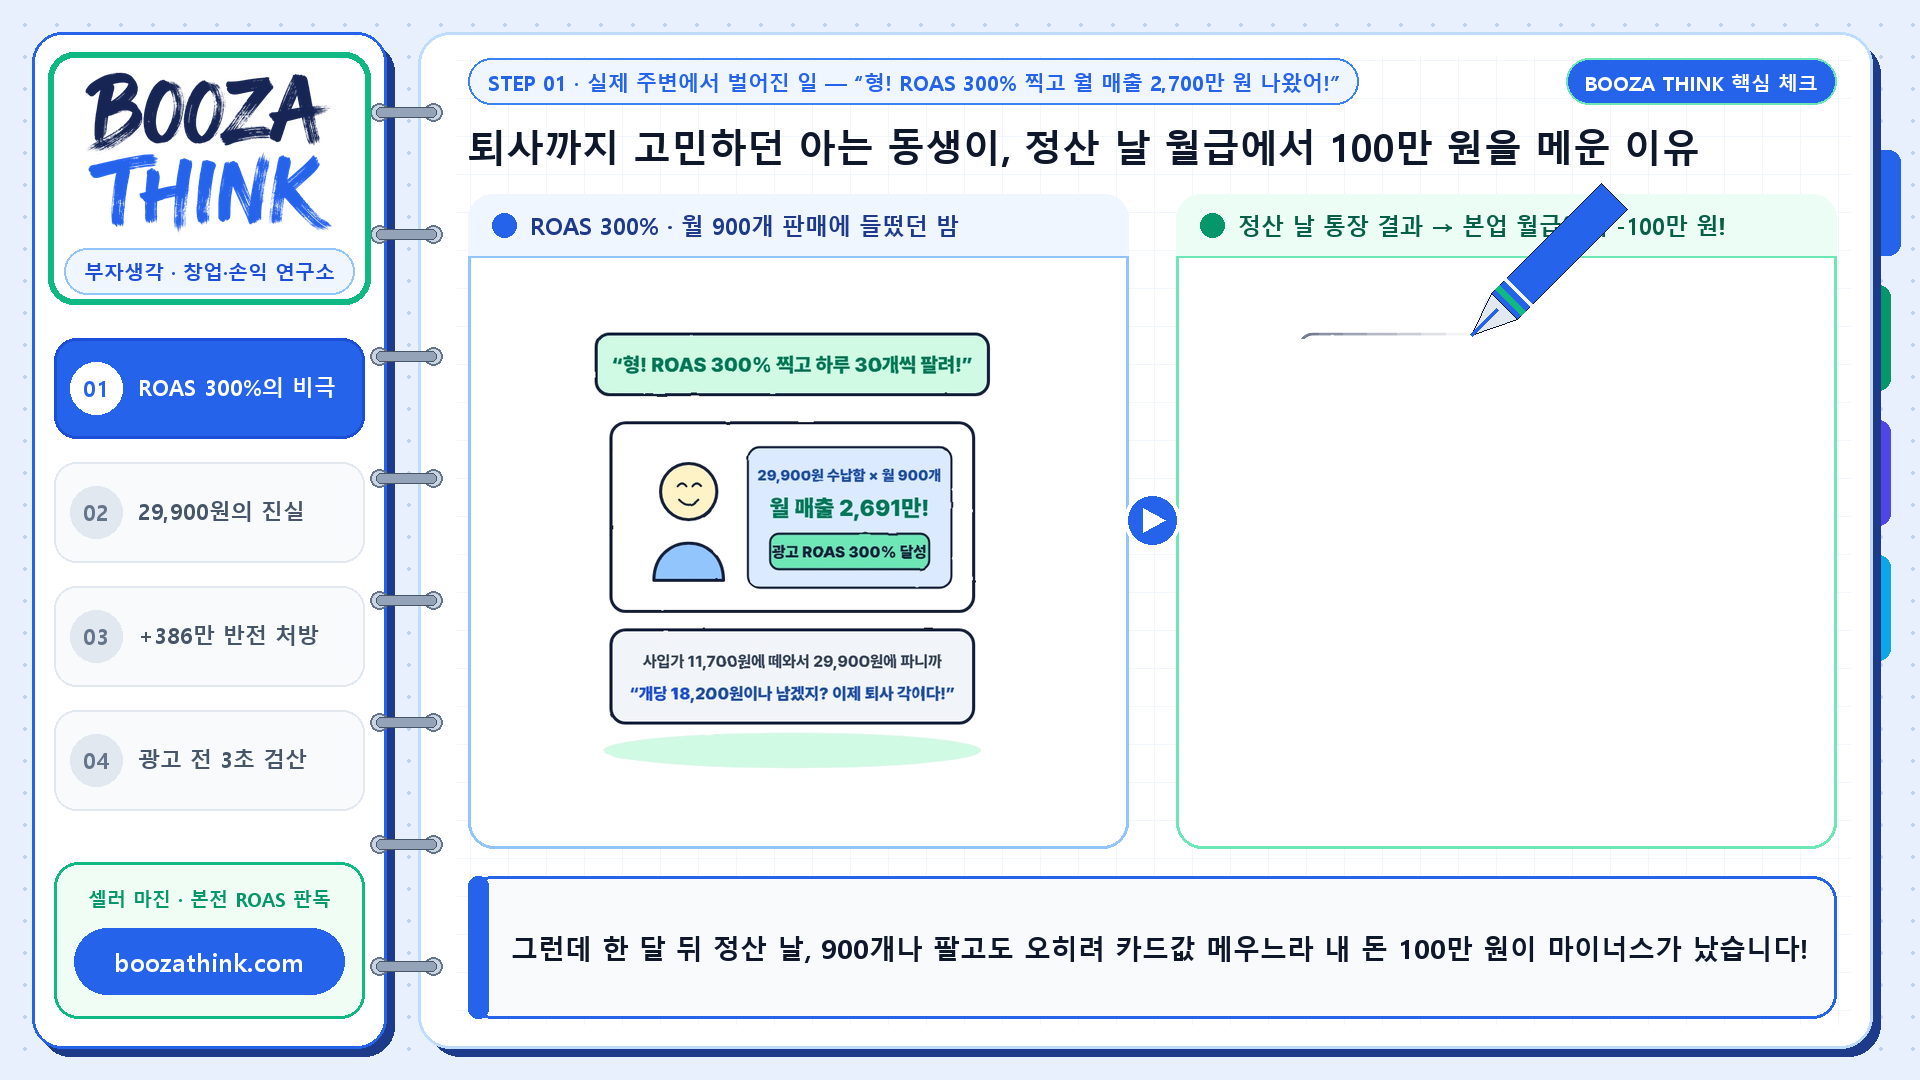 BOOZA
THINK
부자생각 · 창업·손익 연구소
01 ROAS 300%의 비극
02 29,900원의 진실
03 +386만 반전 처방
04 광고 전 3초 검산
셀러 마진 · 본전 ROAS 판독
boozathink.com
STEP 01 · 실제 주변에서 벌어진 일 — “형! ROAS 300% 찍고 월 매출 2,700만 원 나왔어!”
BOOZA THINK 핵심 체크
퇴사까지 고민하던 아는 동생이, 정산 날 월급에서 100만 원을 메운 이유
ROAS 300% · 월 900개 판매에 들떴던 밤
“형! ROAS 300% 찍고 하루 30개씩 팔려!”
29,900원 수납함 × 월 900개
월 매출 2,691만!
광고 ROAS 300% 달성
사입가 11,700원에 떼와서 29,900원에 파니까
“개당 18,200원이나 남겠지? 이제 퇴사 각이다!”
정산 날 통장 결과 → 본업 월급 -100만 원!
그런데 한 달 뒤 정산 날, 900개나 팔고도 오히려 카드값 메우느라 내 돈 100만 원이 마이너스가 났습니다!